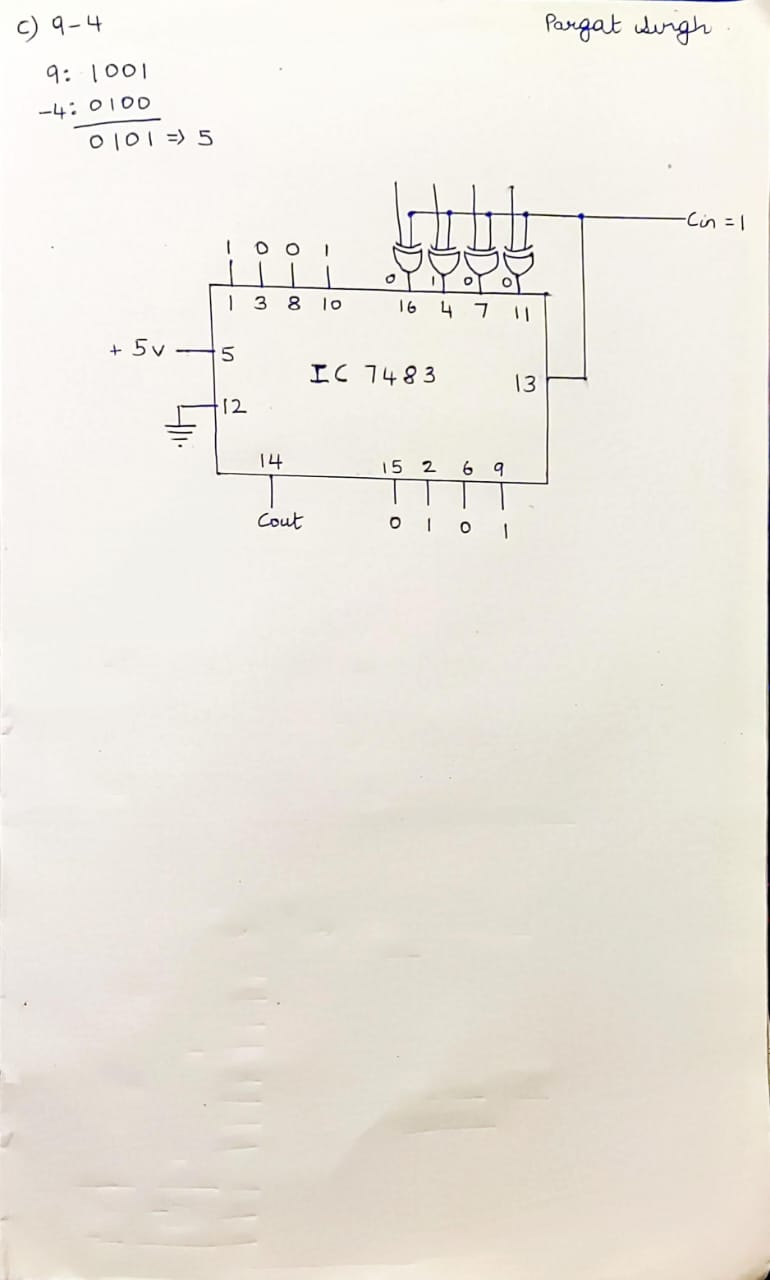 c) 9-4
Pargat Singh
9: 1001
-4: 0100
0101 => 5
Cin = 1
1 0 0 1
0 1 0 0
1 3 8 10 16 4 7 11
+5v 5
IC 7483 13
12
14 15 2 6 9
Cout 0 1 0 1